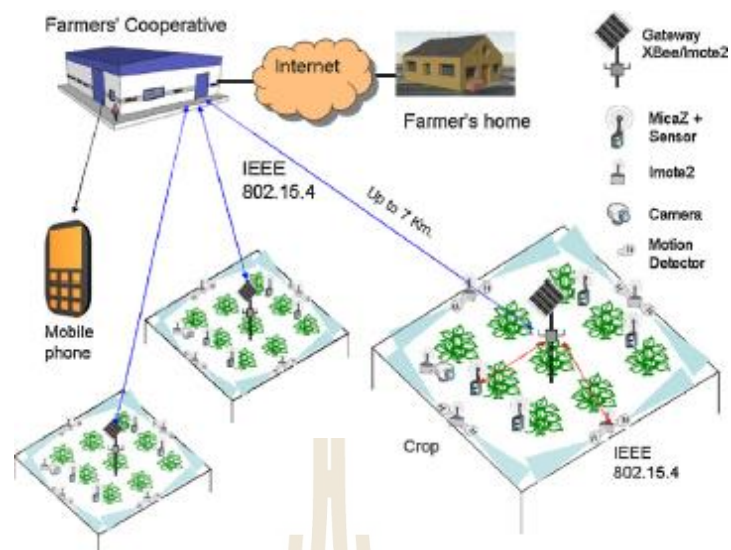 Farmers' Cooperative
Internet
Farmer's home
Gateway
XBee/Imote2
MicaZ +
Sensor
Imote2
Camera
Motion
Detector
IEEE
802.15.4
Up to 7 Km.
Mobile
phone
Crop
IEEE
802.15.4